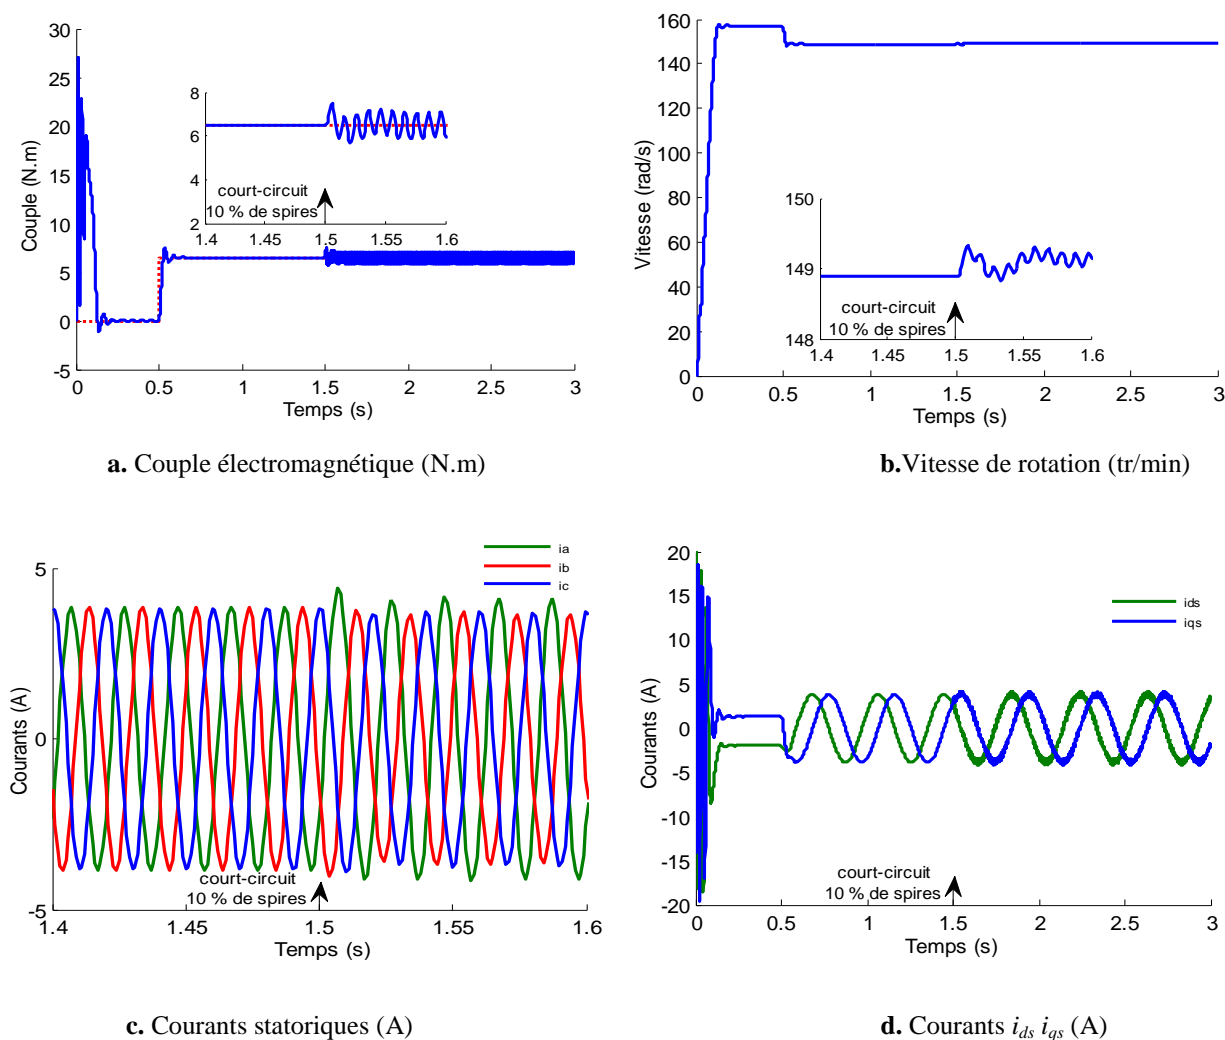 30
25
20
15
10
5
0
-5
Couple (N.m)
8
6
4
2
court-circuit
10 % de spires
1.4 1.45 1.5 1.55 1.6
0 0.5 1 1.5 2 2.5 3
Temps (s)
a. Couple électromagnétique (N.m)
160
140
120
100
80
60
40
20
0
Vitesse (rad/s)
150
149
148
court-circuit
10 % de spires
1.4 1.45 1.5 1.55 1.6
0 0.5 1 1.5 2 2.5 3
Temps (s)
b.Vitesse de rotation (tr/min)
ia
ib
ic
5
0
-5
Courants (A)
court-circuit
10 % de spires
1.4 1.45 1.5 1.55 1.6
Temps (s)
c. Courants statoriques (A)
20
15
10
5
0
-5
-10
-15
-20
Courants (A)
ids
iqs
court-circuit
10 % de spires
0 0.5 1 1.5 2 2.5 3
Temps (s)
d. Courants ids iqs (A)